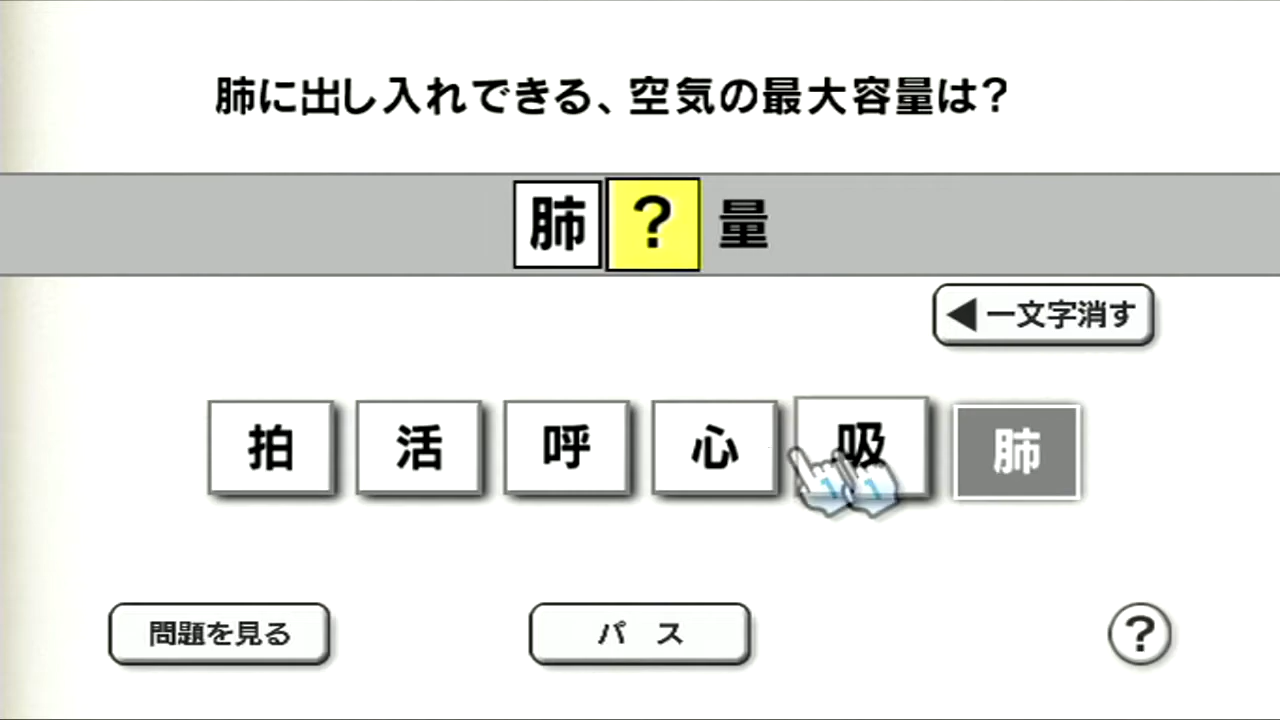 肺に出し入れできる、空気の最大容量は？
肺？量
◀一文字消す
拍 活 呼 心 吸 肺
問題を見る パス ?